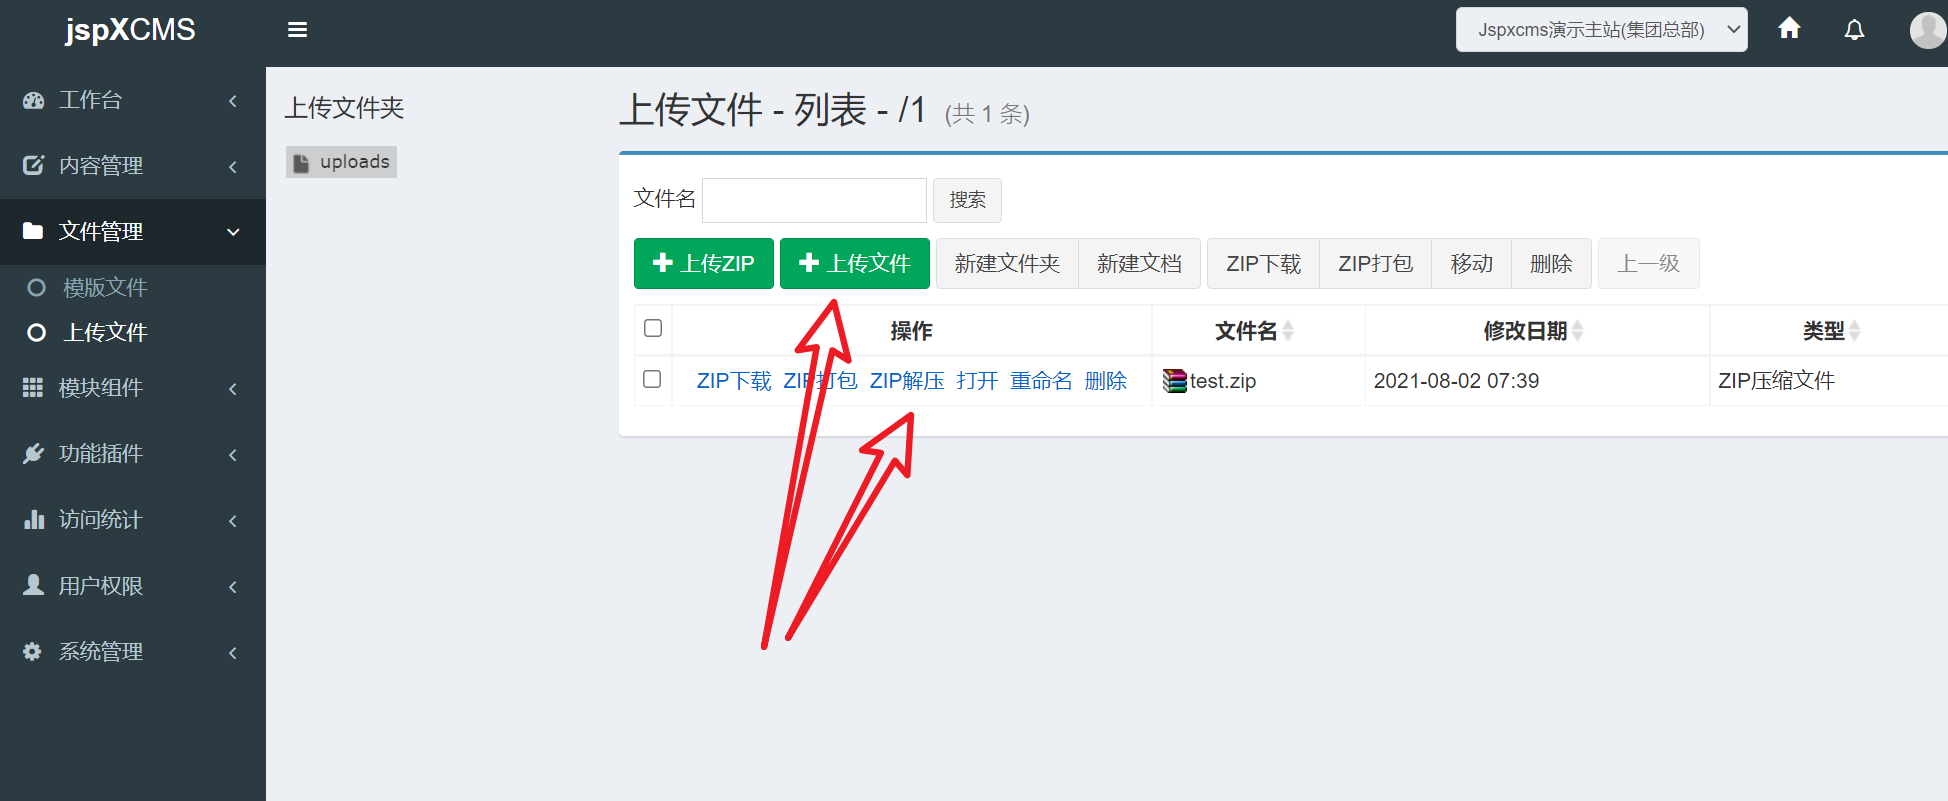 jspXCMS
Jspxcms演示主站(集团总部)
工作台
内容管理
文件管理
模版文件
上传文件
模块组件
功能插件
访问统计
用户权限
系统管理
上传文件夹
uploads
上传文件 - 列表 - /1 (共 1 条)
文件名 搜索
上传ZIP 上传文件 新建文件夹 新建文档 ZIP下载 ZIP打包 移动 删除 上一级
操作 文件名 修改日期 类型
ZIP下载 ZIP打包 ZIP解压 打开 重命名 删除 test.zip 2021-08-02 07:39 ZIP压缩文件